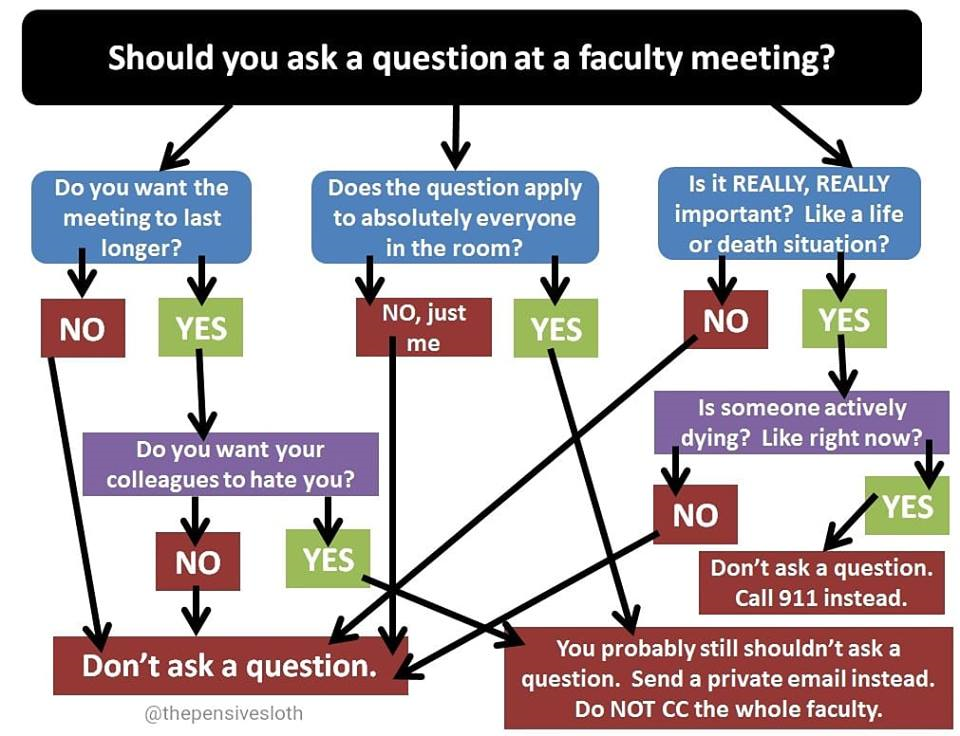 Should you ask a question at a faculty meeting?
Do you want the
meeting to last
longer?
Does the question apply
to absolutely everyone
in the room?
Is it REALLY, REALLY
important? Like a life
or death situation?
NO
YES
NO, just
me
YES
NO
YES
Do you want your
colleagues to hate you?
Is someone actively
dying? Like right now?
NO
YES
NO
YES
Don't ask a question.
Call 911 instead.
Don't ask a question.
You probably still shouldn't ask a
question. Send a private email instead.
Do NOT CC the whole faculty.
@thepensivesloth